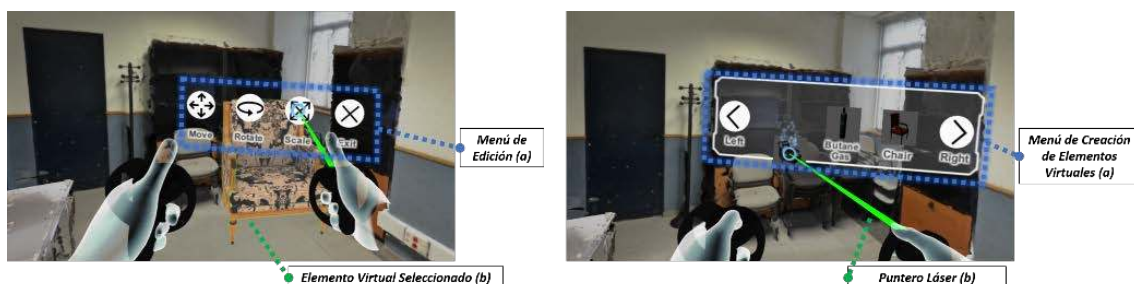 Move
Rotate
Scale
Exit
Menú de
Edición (a)
Elemento Virtual Seleccionado (b)
Left
Butane
Gas
Chair
Right
Menú de Creación
de Elementos
Virtuales (a)
Puntero Láser (b)